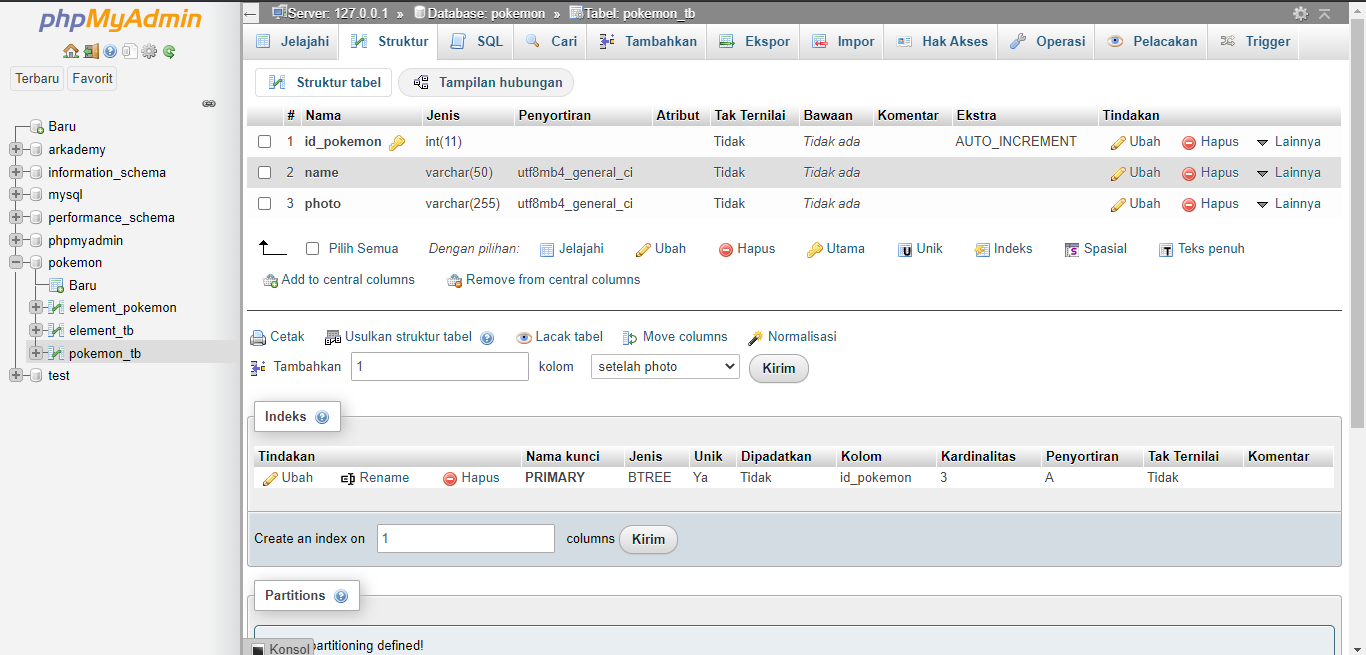 phpMyAdmin
Terbaru Favorit
Baru
arkademy
information_schema
mysql
performance_schema
phpmyadmin
pokemon
Baru
element_pokemon
element_tb
pokemon_tb
test
Server: 127.0.0.1 » Database: pokemon » Tabel: pokemon_tb
Jelajahi Struktur SQL Cari Tambahkan Ekspor Impor Hak Akses Operasi Pelacakan Trigger
Struktur tabel Tampilan hubungan
# Nama Jenis Penyortiran Atribut Tak Ternilai Bawaan Komentar Ekstra Tindakan
1 id_pokemon int(11) Tidak Tidak ada AUTO_INCREMENT Ubah Hapus Lainnya
2 name varchar(50) utf8mb4_general_ci Tidak Tidak ada Ubah Hapus Lainnya
3 photo varchar(255) utf8mb4_general_ci Tidak Tidak ada Ubah Hapus Lainnya
Pilih Semua Dengan pilihan: Jelajahi Ubah Hapus Utama Unik Indeks Spasial Teks penuh
Add to central columns Remove from central columns
Cetak Usulkan struktur tabel Lacak tabel Move columns Normalisasi
Tambahkan 1 kolom setelah photo Kirim
Indeks
Tindakan Nama kunci Jenis Unik Dipadatkan Kolom Kardinalitas Penyortiran Tak Ternilai Komentar
Ubah Rename Hapus PRIMARY BTREE Ya Tidak id_pokemon 3 A Tidak
Create an index on 1 columns Kirim
Partitions
partitioning defined!
Konsol